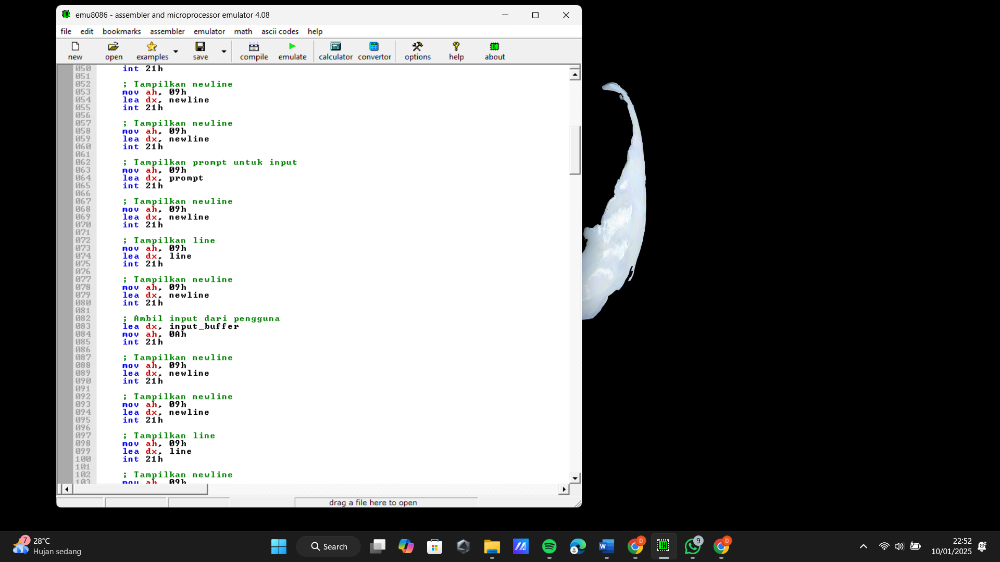 emu8086 - assembler and microprocessor emulator 4.08
file edit bookmarks assembler emulator math ascii codes help
new open examples save compile emulate calculator convertor options help about
050 int 21h
051
052 ; Tampilkan newline
053 mov ah, 09h
054 lea dx, newline
055 int 21h
056
057 ; Tampilkan newline
058 mov ah, 09h
059 lea dx, newline
060 int 21h
061
062 ; Tampilkan prompt untuk input
063 mov ah, 09h
064 lea dx, prompt
065 int 21h
066
067 ; Tampilkan newline
068 mov ah, 09h
069 lea dx, newline
070 int 21h
071
072 ; Tampilkan line
073 mov ah, 09h
074 lea dx, line
075 int 21h
076
077 ; Tampilkan newline
078 mov ah, 09h
079 lea dx, newline
080 int 21h
081
082 ; Ambil input dari pengguna
083 lea dx, input_buffer
084 mov ah, 0Ah
085 int 21h
086
087 ; Tampilkan newline
088 mov ah, 09h
089 lea dx, newline
090 int 21h
091
092 ; Tampilkan newline
093 mov ah, 09h
094 lea dx, newline
095 int 21h
096
097 ; Tampilkan line
098 mov ah, 09h
099 lea dx, line
100 int 21h
101
102 ; Tampilkan newline
103 mov ah, 09h
drag a file here to open
7 28°C
Hujan sedang
Search
W
D
9
D
22:52
10/01/2025